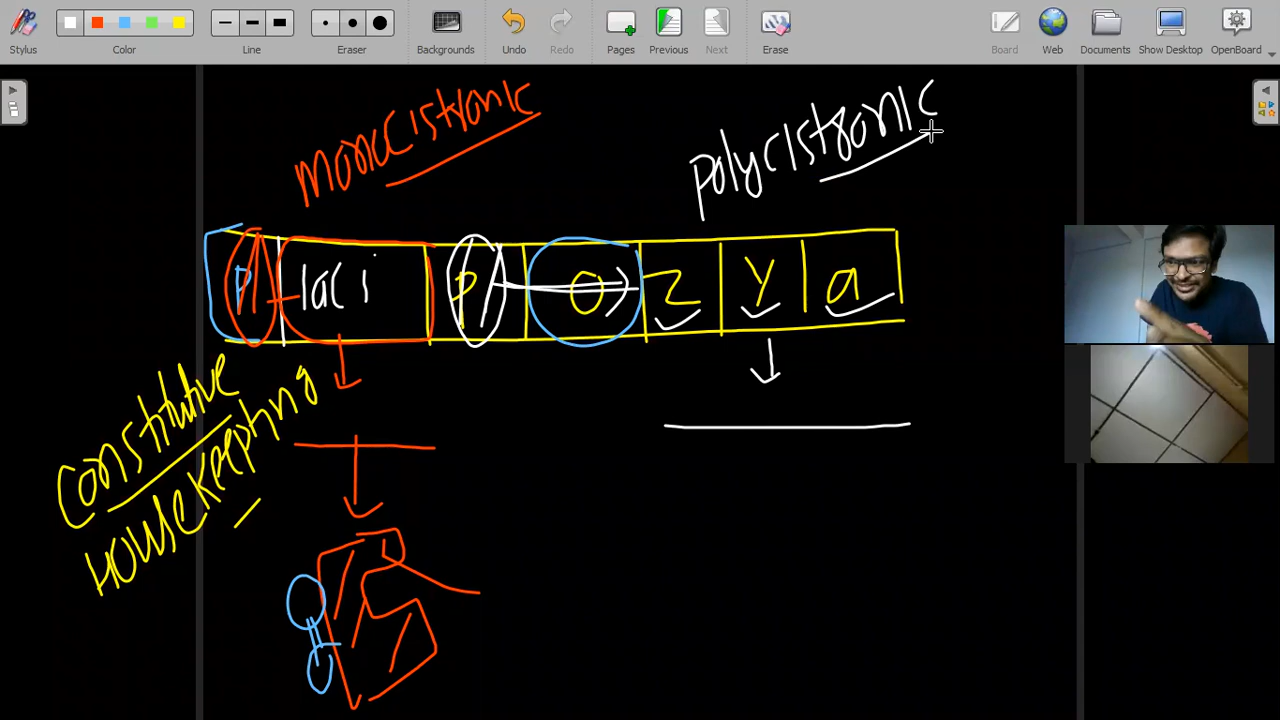 Stylus
Color
Line
Eraser
Backgrounds
Undo
Redo
Pages
Previous
Next
Erase
Board
Web
Documents
Show Desktop
OpenBoard
monocistronic
polycistronic
P laci P O Z Y a
Constitutive
Housekeeping